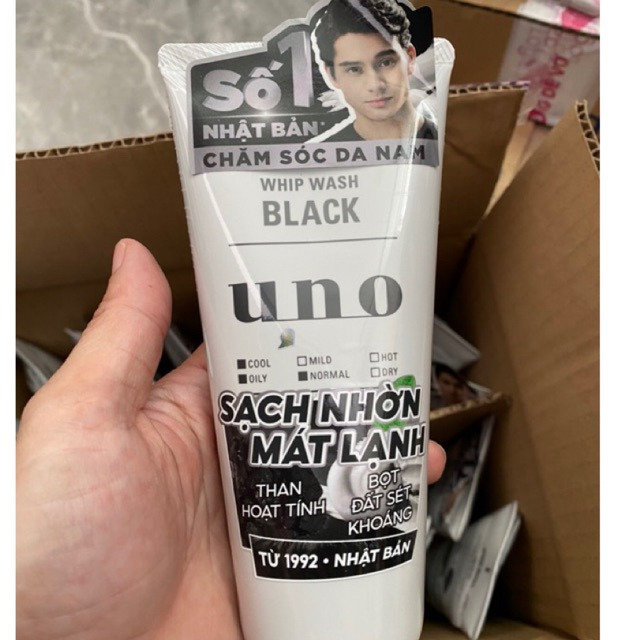 SỐ 1
NHẬT BẢN*
CHĂM SÓC DA NAM
WHIP WASH
BLACK
uno
COOL MILD HOT
OILY NORMAL DRY
SẠCH NHỜN
MÁT LẠNH
THAN
HOẠT TÍNH
BỌT
ĐẤT SÉT
KHOÁNG
TỪ 1992 • NHẬT BẢN